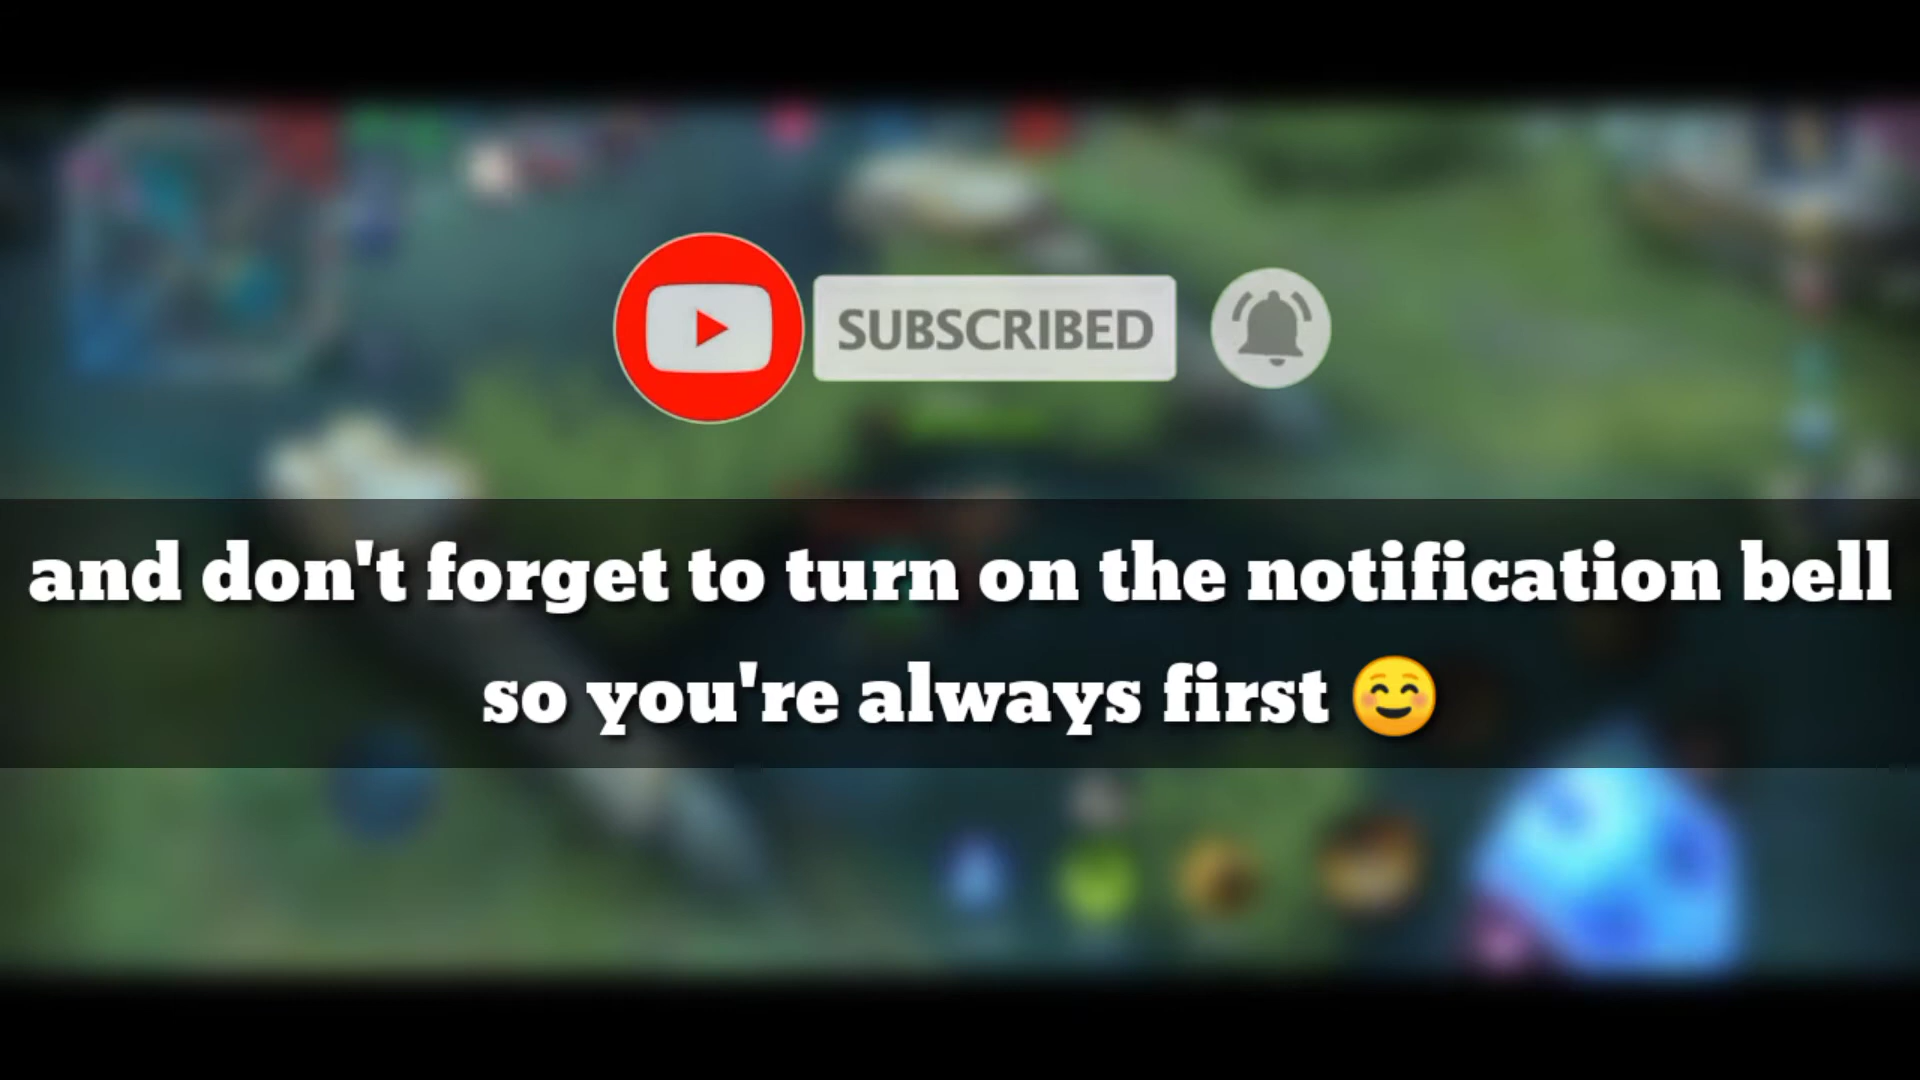 SUBSCRIBED
and don't forget to turn on the notification bell
so you're always first ☺️